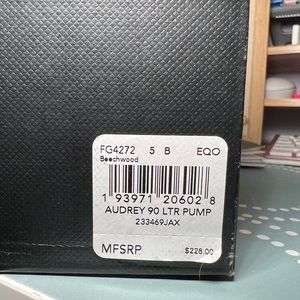 FG4272 5 B EQO
Beechwood
1 93971 20602 8
AUDREY 90 LTR PUMP
233469JAX
MFSRP $228.00